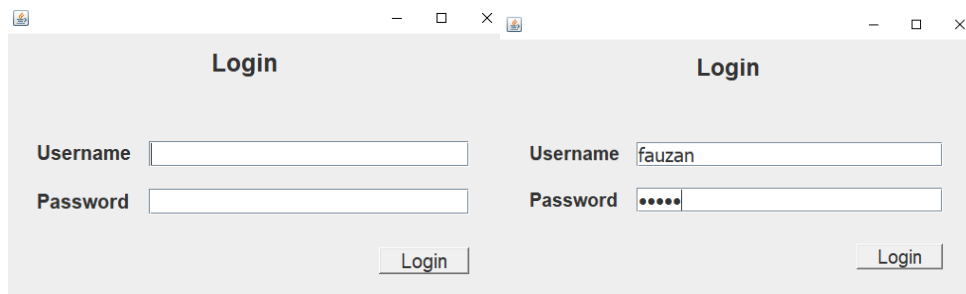 Login
Username
Password
Login
Login
Username fauzan
Password •••••
Login